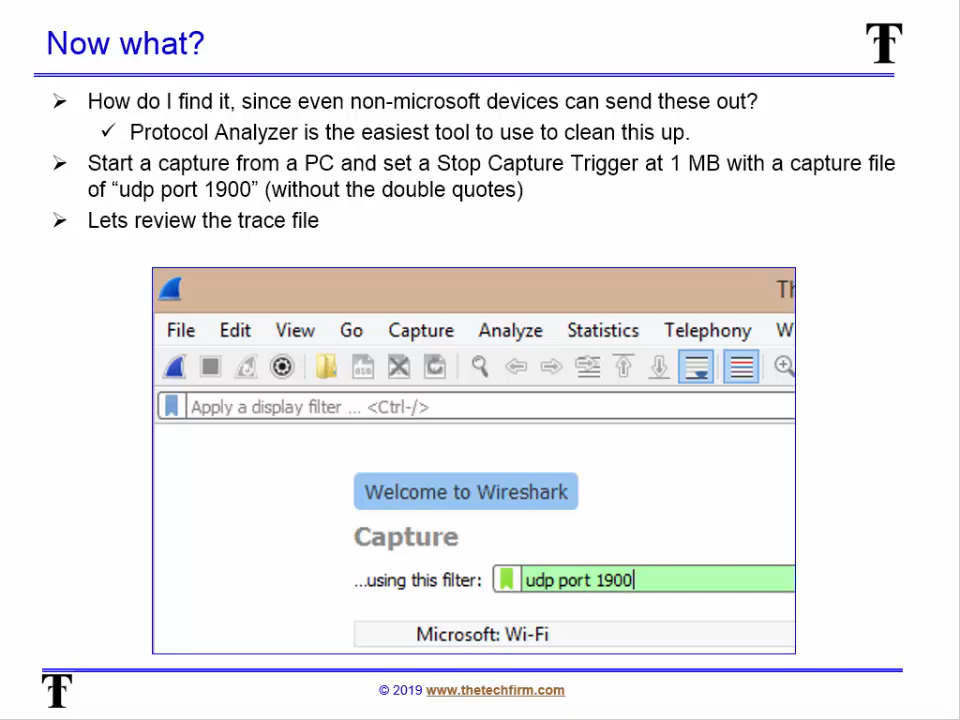 Now what?
How do I find it, since even non-microsoft devices can send these out?
Protocol Analyzer is the easiest tool to use to clean this up.
Start a capture from a PC and set a Stop Capture Trigger at 1 MB with a capture file
of “udp port 1900” (without the double quotes)
Lets review the trace file
File Edit View Go Capture Analyze Statistics Telephony
Apply a display filter ... <Ctrl-/>
Welcome to Wireshark
Capture
...using this filter: udp port 1900
Microsoft: Wi-Fi
© 2019 www.thetechfirm.com